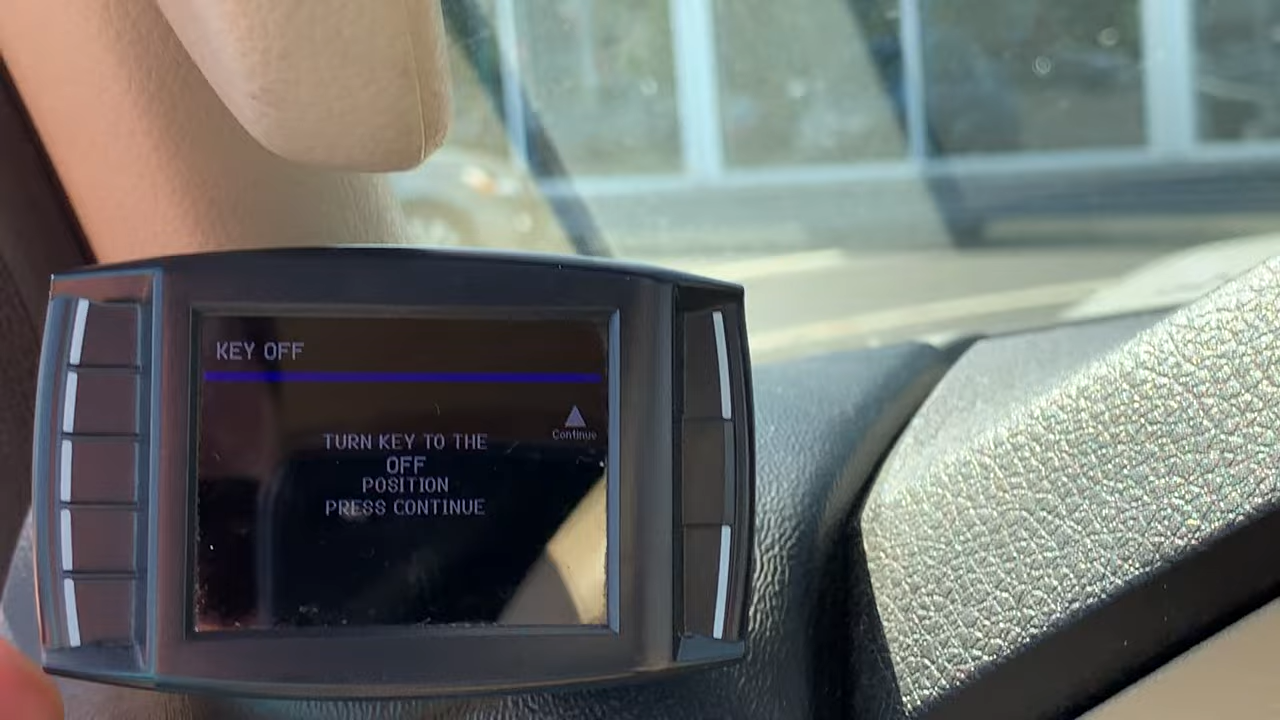 KEY OFF
Continue
TURN KEY TO THE
OFF
POSITION
PRESS CONTINUE